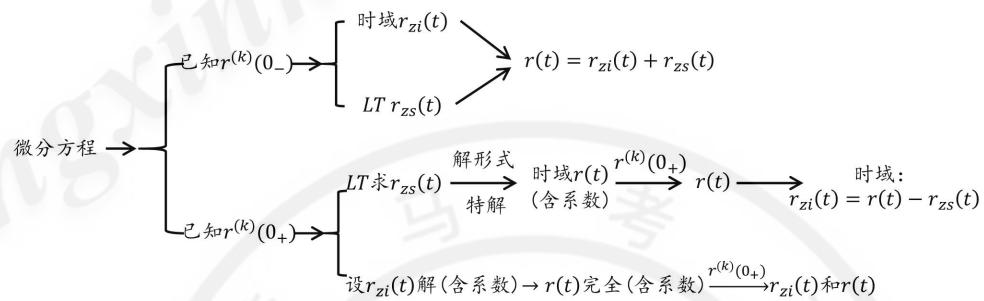 微分方程
已知r^(k)(0_−)
时域r_zi(t)
LT r_zs(t)
r(t) = r_zi(t) + r_zs(t)
已知r^(k)(0_+)
LT求r_zs(t)
解形式
特解
时域r(t)
(含系数)
r^(k)(0_+)
r(t)
时域：
r_zi(t) = r(t) − r_zs(t)
设r_zi(t)解(含系数)→ r(t)完全(含系数) r^(k)(0_+) r_zi(t)和r(t)
马 考
ngxin